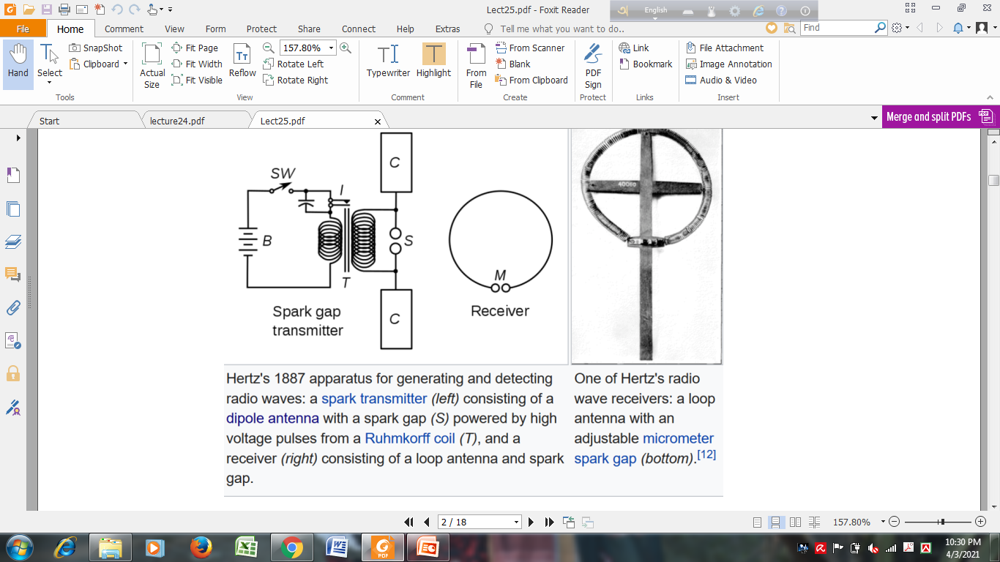 Lect25.pdf - Foxit Reader
English
File
Home
Comment
View
Form
Protect
Share
Connect
Help
Extras
Tell me what you want to do..
Find
Hand
Select
SnapShot
Clipboard
Actual
Size
Fit Page
Fit Width
Fit Visible
Reflow
157.80%
Rotate Left
Rotate Right
Typewriter
Highlight
From
File
From Scanner
Blank
From Clipboard
PDF
Sign
Link
Bookmark
File Attachment
Image Annotation
Audio & Video
Tools
View
Comment
Create
Protect
Links
Insert
Start
lecture24.pdf
Lect25.pdf
Merge and split PDFs
C
SW
I
B
S
T
M
C
Spark gap
transmitter
Receiver
40060
Hertz's 1887 apparatus for generating and detecting
radio waves: a spark transmitter (left) consisting of a
dipole antenna with a spark gap (S) powered by high
voltage pulses from a Ruhmkorff coil (T), and a
receiver (right) consisting of a loop antenna and spark
gap.
One of Hertz's radio
wave receivers: a loop
antenna with an
adjustable micrometer
spark gap (bottom).[12]
2 / 18
157.80%
PDF
10:30 PM
4/3/2021